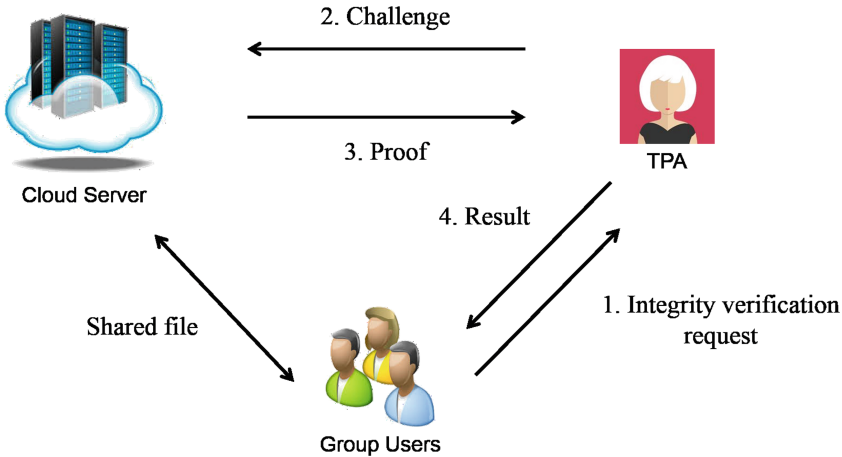 2. Challenge
3. Proof
TPA
Cloud Server
4. Result
1. Integrity verification
request
Shared file
Group Users